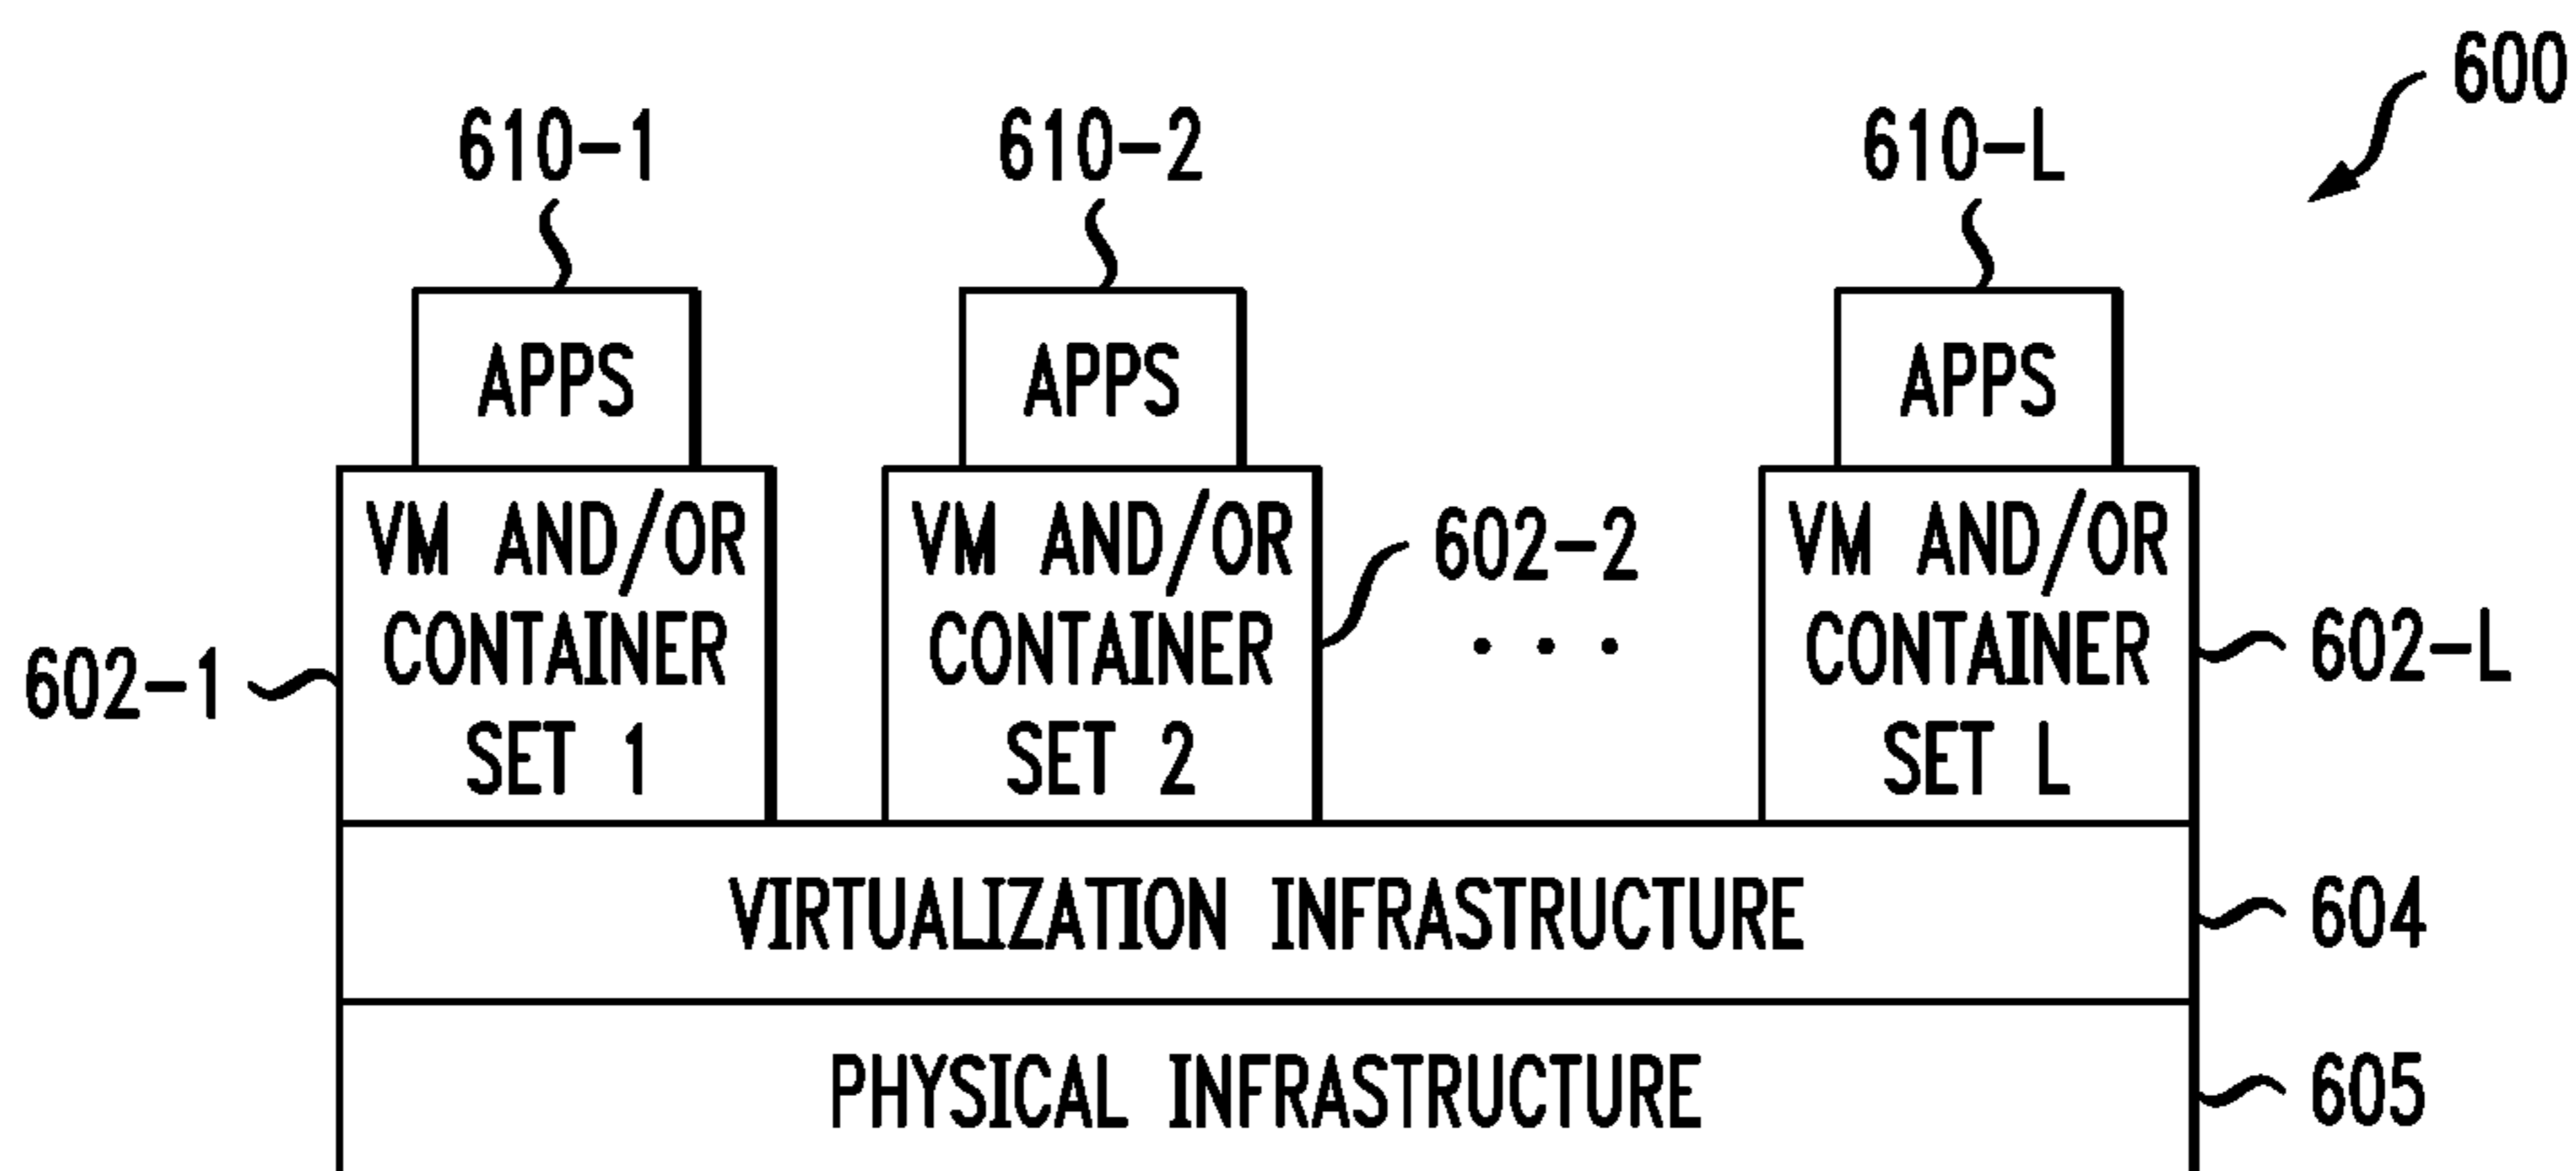 600
610-1
610-2
610-L
APPS
APPS
APPS
VM AND/OR
CONTAINER
SET 1
VM AND/OR
CONTAINER
SET 2
VM AND/OR
CONTAINER
SET L
602-1
602-2
. . .
602-L
VIRTUALIZATION INFRASTRUCTURE
604
PHYSICAL INFRASTRUCTURE
605